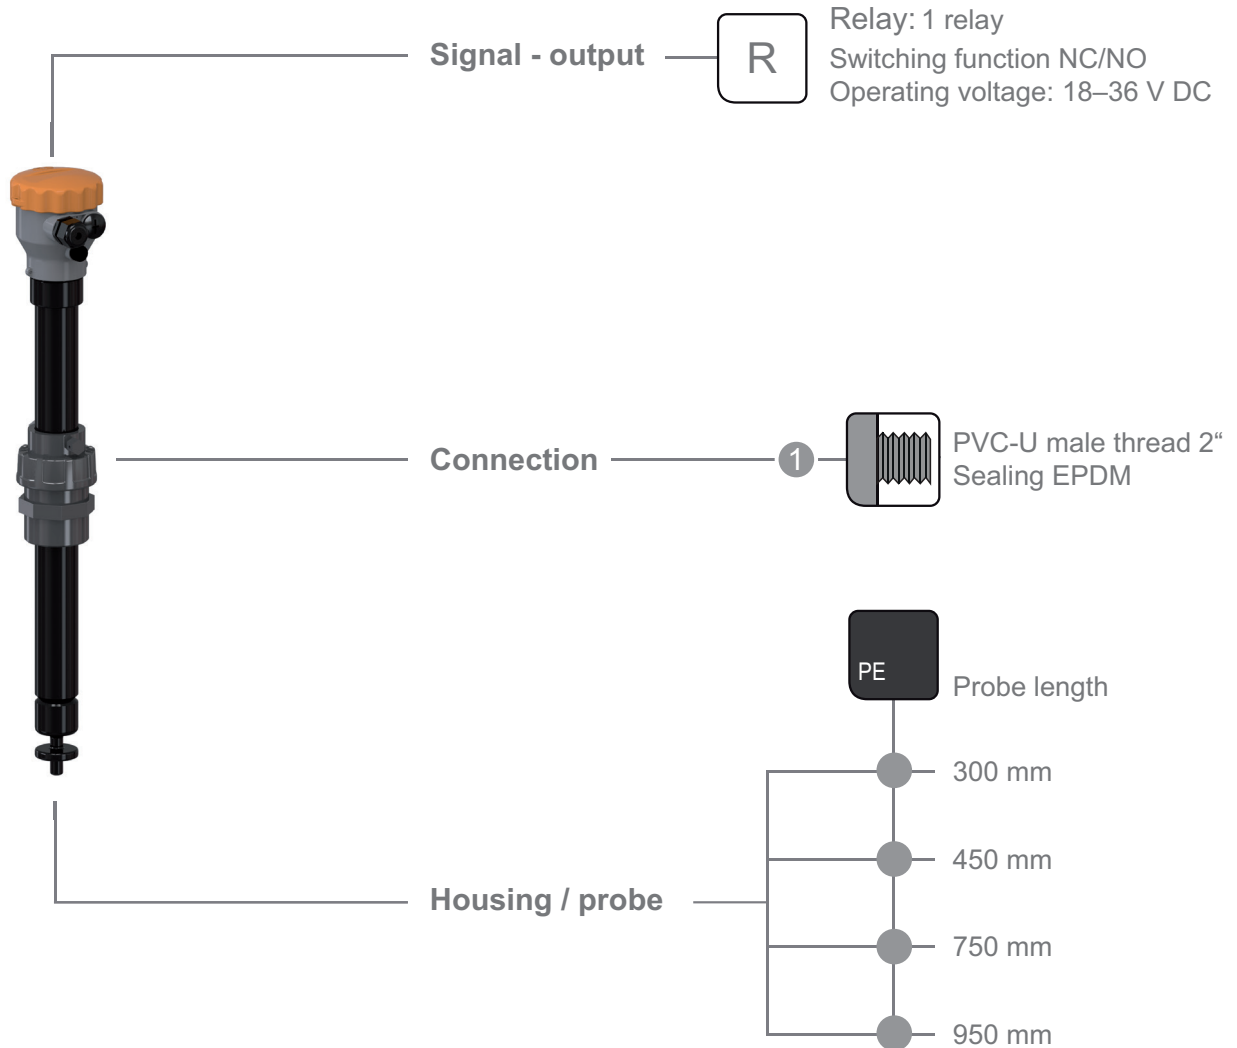 Signal - output
R
Relay: 1 relay
Switching function NC/NO
Operating voltage: 18–36 V DC
Connection
1
PVC-U male thread 2“
Sealing EPDM
PE
Probe length
300 mm
450 mm
Housing / probe
750 mm
950 mm